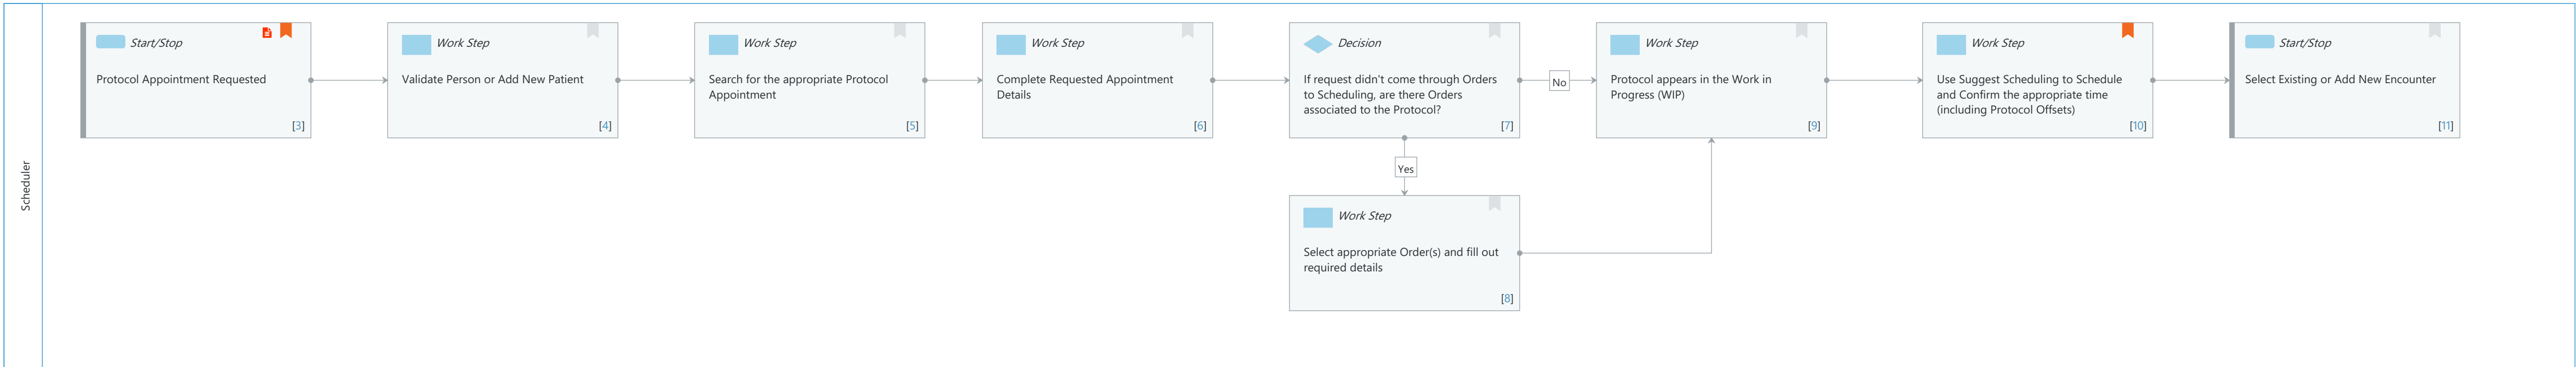 Scheduler
Start/Stop
Protocol Appointment Requested
[3]
Work Step
Validate Person or Add New Patient
[4]
Work Step
Search for the appropriate Protocol
Appointment
[5]
Work Step
Complete Requested Appointment
Details
[6]
Decision
If request didn't come through Orders
to Scheduling, are there Orders
associated to the Protocol?
[7]
No
Yes
Work Step
Select appropriate Order(s) and fill out
required details
[8]
Work Step
Protocol appears in the Work in
Progress (WIP)
[9]
Work Step
Use Suggest Scheduling to Schedule
and Confirm the appropriate time
(including Protocol Offsets)
[10]
Start/Stop
Select Existing or Add New Encounter
[11]